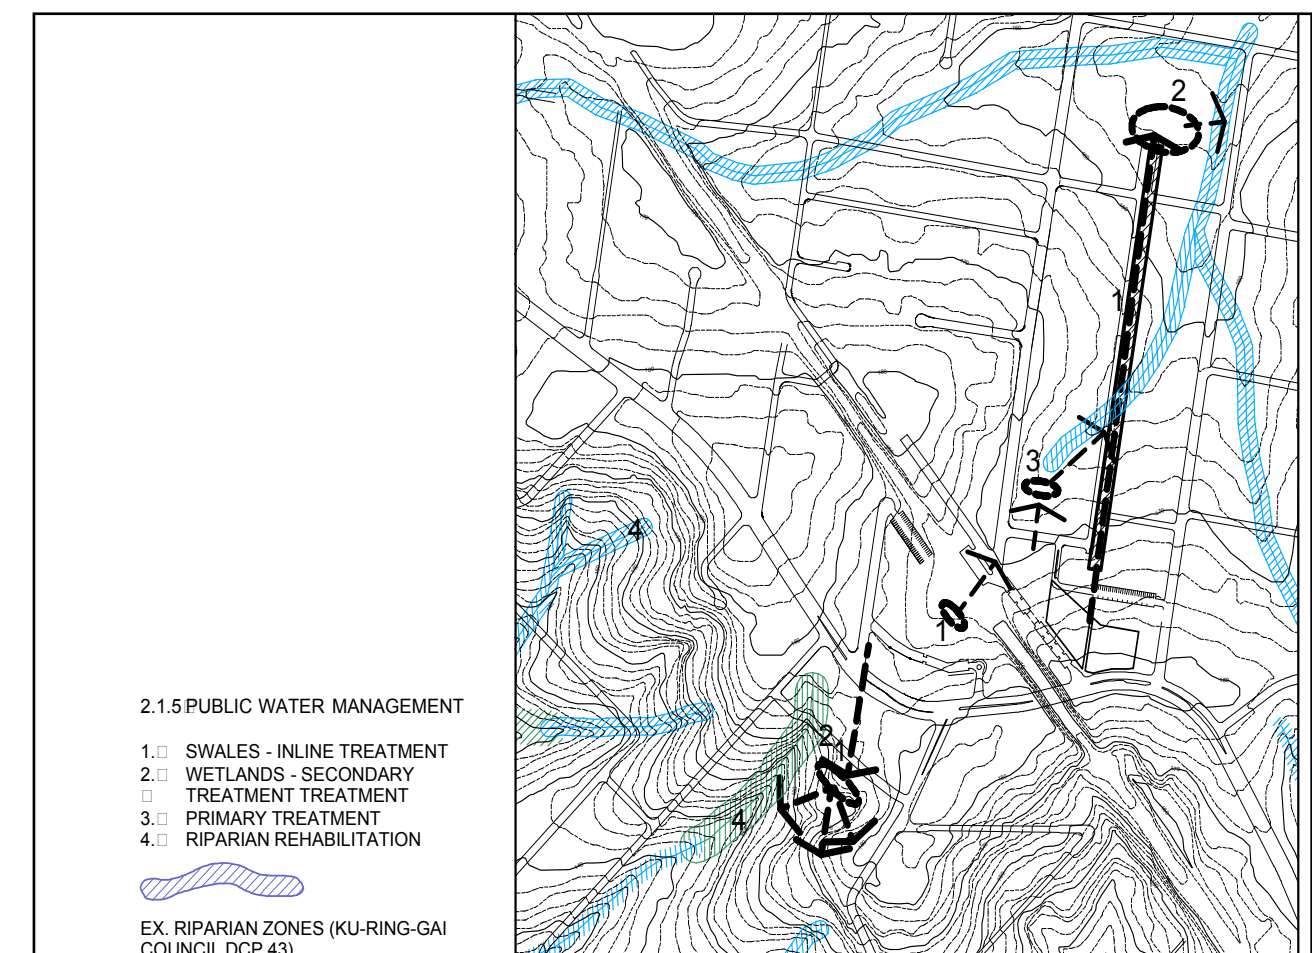 2.1.5 PUBLIC WATER MANAGEMENT
1. SWALES - INLINE TREATMENT
2. WETLANDS - SECONDARY
TREATMENT TREATMENT
3. PRIMARY TREATMENT
4. RIPARIAN REHABILITATION
EX. RIPARIAN ZONES (KU-RING-GAI
COUNCIL DCP 43)
2
1
3
4
1
2
1
4